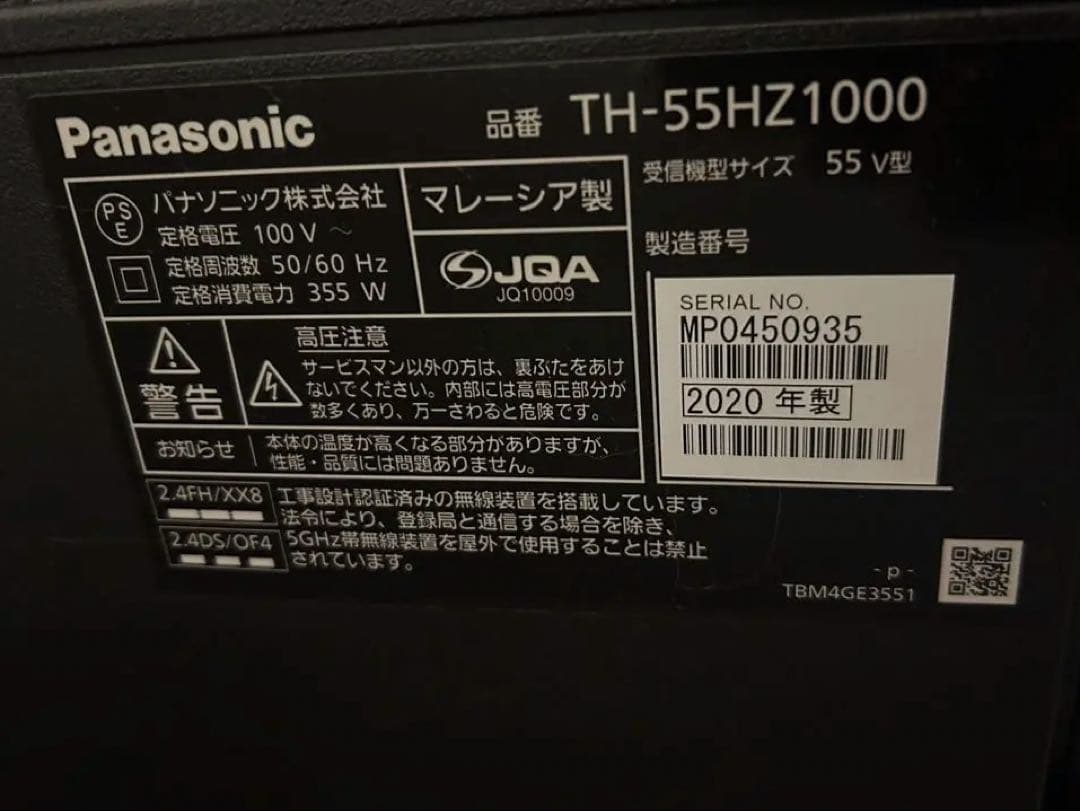 Panasonic
品番 TH-55HZ1000
受信機型サイズ 55 V型
PSE
パナソニック株式会社
定格電圧 100 V ～
定格周波数 50/60 Hz
定格消費電力 355 W
マレーシア製
JQA
JQ10009
製造番号
SERIAL NO.
MP0450935
2020 年製
警告
高圧注意
サービスマン以外の方は、裏ぶたをあけ
ないでください。内部には高電圧部分が
数多くあり、万一さわると危険です。
お知らせ
本体の温度が高くなる部分がありますが、
性能・品質には問題ありません。
2.4FH/XX8
2.4DS/OF4
工事設計認証済みの無線装置を搭載しています。
法令により、登録局と通信する場合を除き、
5GHz帯無線装置を屋外で使用することは禁止
されています。
- p -
TBM4GE3551